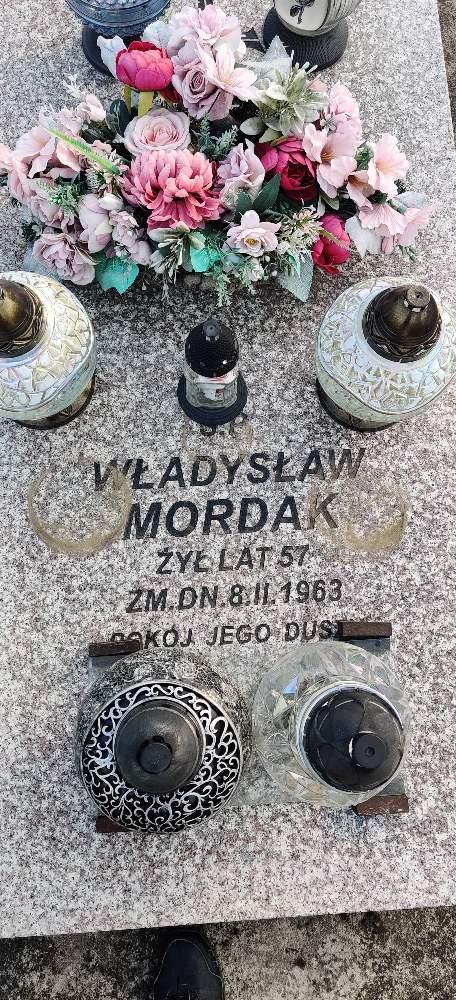 Ś.P.
WŁADYSŁAW
MORDAK
ŻYŁ LAT 57
ZM.DN.8.II.1963
POKÓJ JEGO